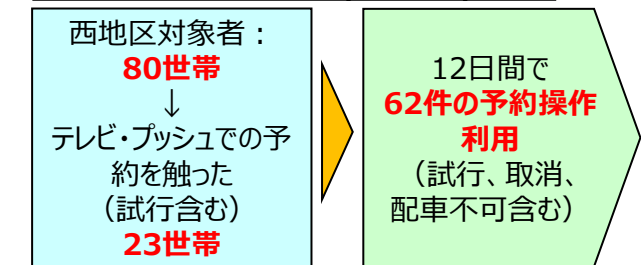 西地区対象者：
80世帯
↓
テレビ・プッシュでの予
約を触った
（試行含む）
23世帯
12日間で
62件の予約操作
利用
（試行、取消、
配車不可含む）